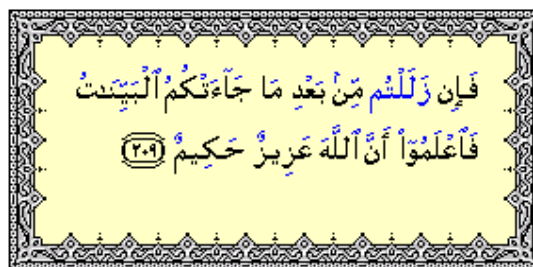 فَإِن زَلَلْتُم مِّنۢ بَعْدِ مَا جَآءَتْكُمُ ٱلْبَيِّنَـٰتُ
فَٱعْلَمُوٓا۟ أَنَّ ٱللَّهَ عَزِيزٌ حَكِيمٌ ﴿٢٠٩﴾